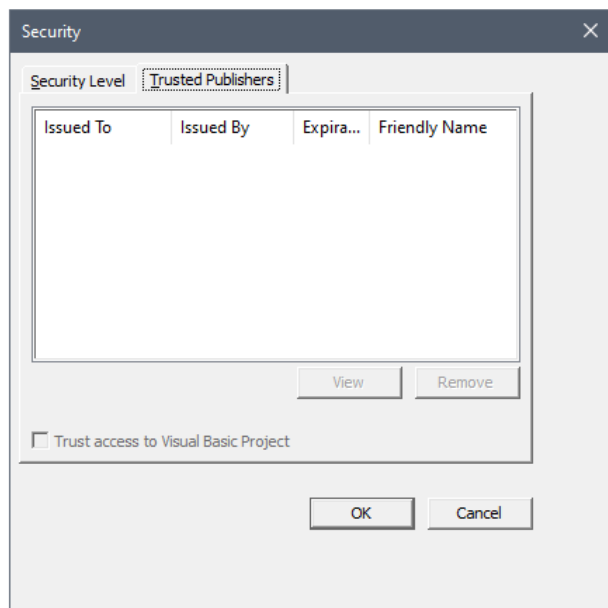 Security
Security Level Trusted Publishers
Issued To Issued By Expira... Friendly Name
View Remove
Trust access to Visual Basic Project
OK Cancel